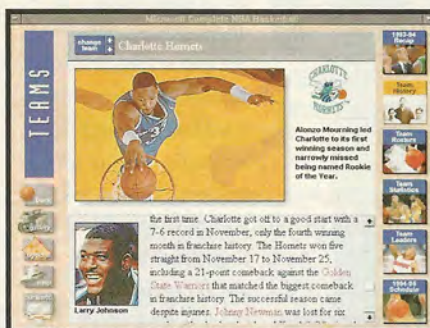 Microsoft Complete NBA Basketball
TEAMS
change team
Charlotte Hornets
CHARLOTTE
HORNETS
Alonzo Mourning led
Charlotte to its first
winning season and
narrowly missed
being named Rookie
of the Year.
the first time. Charlotte got off to a good start with a
7-6 record in November, only the fourth winning
month in franchise history. The Hornets won five
straight from November 17 to November 25,
including a 21-point comeback against the Golden
State Warriors that matched the biggest comeback
in franchise history. The successful season came
despite injuries. Johnny Newman was lost for six
Larry Johnson
1993-94
Recap
Team
History
Team
Rosters
Team
Statistics
Team
Leaders
1994-95
Schedule